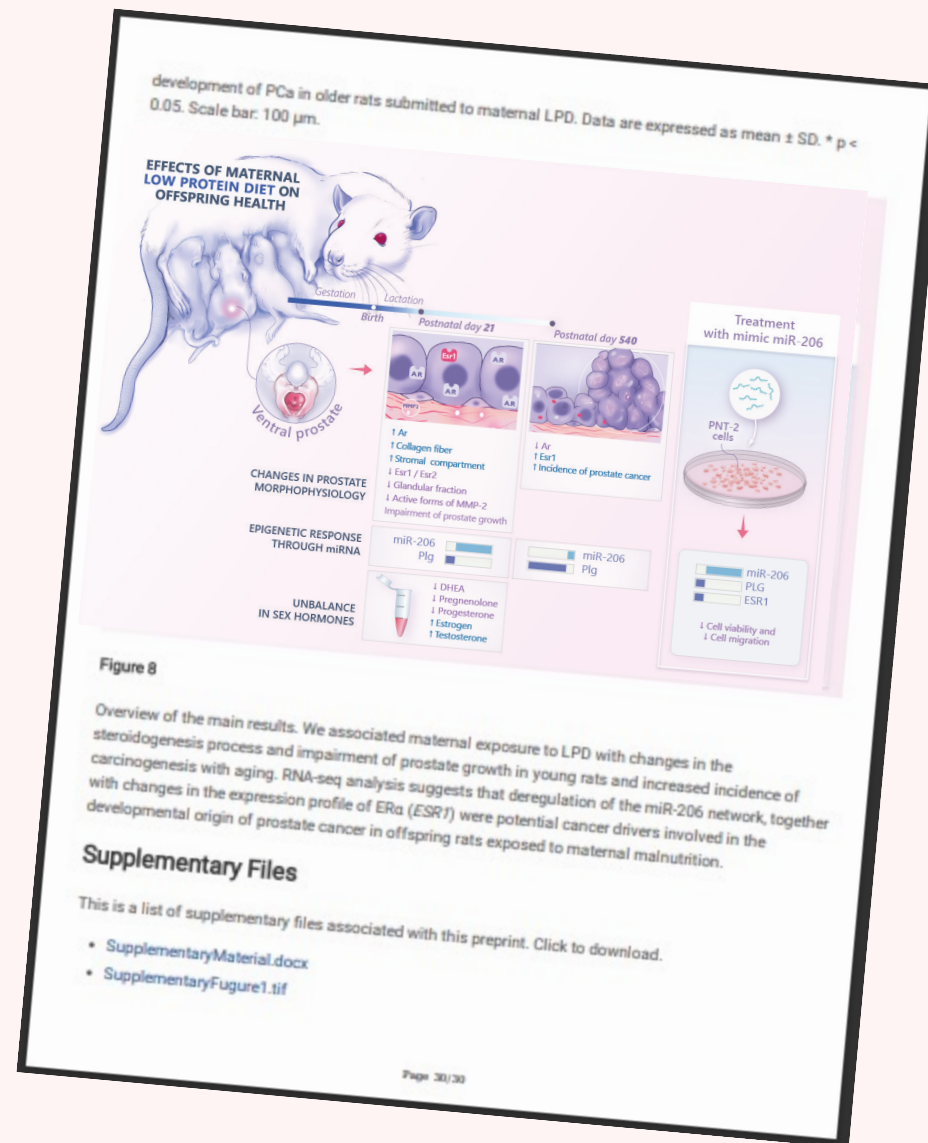 development of PCa in older rats submitted to maternal LPD. Data are expressed as mean ± SD. * p <
0.05. Scale bar: 100 µm.
EFFECTS OF MATERNAL
LOW PROTEIN DIET ON
OFFSPRING HEALTH
Gestation
Lactation
Birth
Postnatal day 21
Postnatal day 540
Treatment
with mimic miR-206
Ventral prostate
Esr1
AR
AR
AR
AR
PNT-2
cells
CHANGES IN PROSTATE
MORPHOPHYSIOLOGY
↑ Ar
↑ Collagen fiber
↑ Stromal compartment
↓ Esr1 / Esr2
↓ Glandular fraction
↓ Active forms of MMP-2
Impairment of prostate growth
↓ Ar
↑ Esr1
↑ Incidence of prostate cancer
EPIGENETIC RESPONSE
THROUGH miRNA
miR-206
Plg
miR-206
Plg
miR-206
PLG
ESR1
↓ Cell viability and
↓ Cell migration
UNBALANCE
IN SEX HORMONES
↓ DHEA
↓ Pregnenolone
↓ Progesterone
↑ Estrogen
↑ Testosterone
Figure 8
Overview of the main results. We associated maternal exposure to LPD with changes in the
steroidogenesis process and impairment of prostate growth in young rats and increased incidence of
carcinogenesis with aging. RNA-seq analysis suggests that deregulation of the miR-206 network, together
with changes in the expression profile of ERα (ESR1) were potential cancer drivers involved in the
developmental origin of prostate cancer in offspring rats exposed to maternal malnutrition.
Supplementary Files
This is a list of supplementary files associated with this preprint. Click to download.
• SupplementaryMaterial.docx
• SupplementaryFugure1.tif
Page 30/30